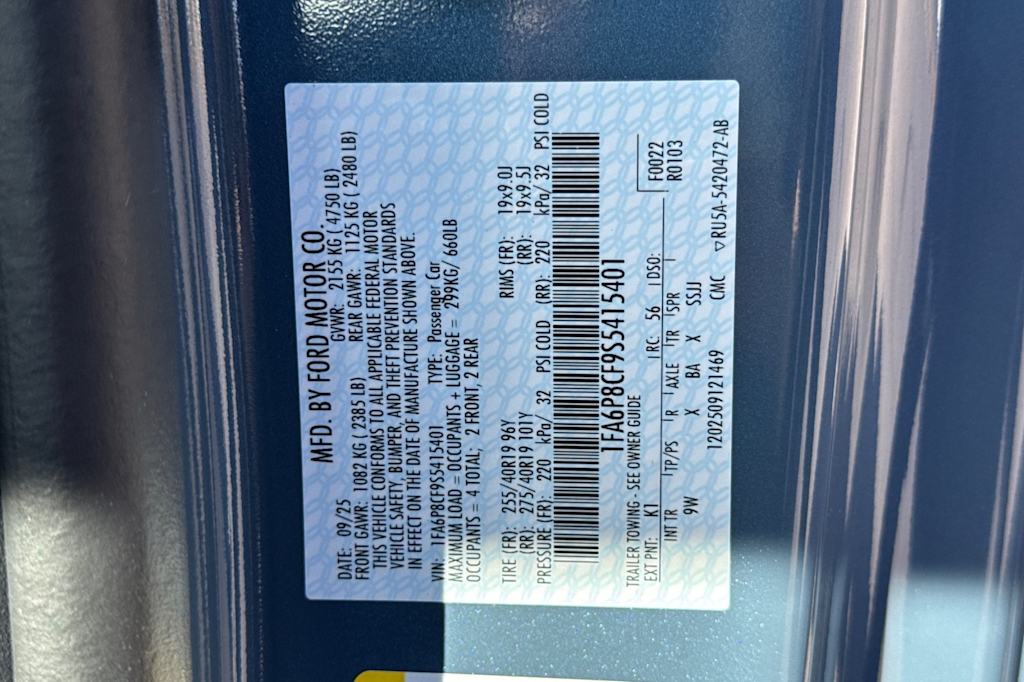 MFD. BY FORD MOTOR CO.
DATE: 09/25 GVWR: 2155 KG ( 4750 LB)
FRONT GAWR: 1082 KG ( 2385 LB) REAR GAWR: 1125 KG ( 2480 LB)
THIS VEHICLE CONFORMS TO ALL APPLICABLE FEDERAL MOTOR
VEHICLE SAFETY, BUMPER, AND THEFT PREVENTION STANDARDS
IN EFFECT ON THE DATE OF MANUFACTURE SHOWN ABOVE.
VIN: 1FA6P8CF9S5415401 TYPE: Passenger Car
MAXIMUM LOAD = OCCUPANTS + LUGGAGE = 299KG/ 660LB
OCCUPANTS = 4 TOTAL; 2 FRONT, 2 REAR
TIRE (FR): 255/40R19 96Y RIMS (FR): 19x9.0J
(RR): 275/40R19 101Y (RR): 19x9.5J
PRESSURE (FR): 220 kPa/ 32 PSI COLD (RR): 220 kPa/ 32 PSI COLD
1FA6P8CF9S5415401
TRAILER TOWING - SEE OWNER GUIDE F0022
EXT PNT: K1 RC: 56 DSO: R0103
INT TR TP/PS R AXLE TR SPR
9W X BA X S5JJ
1202509121469 CMC ▽RU5A-5420472-AB